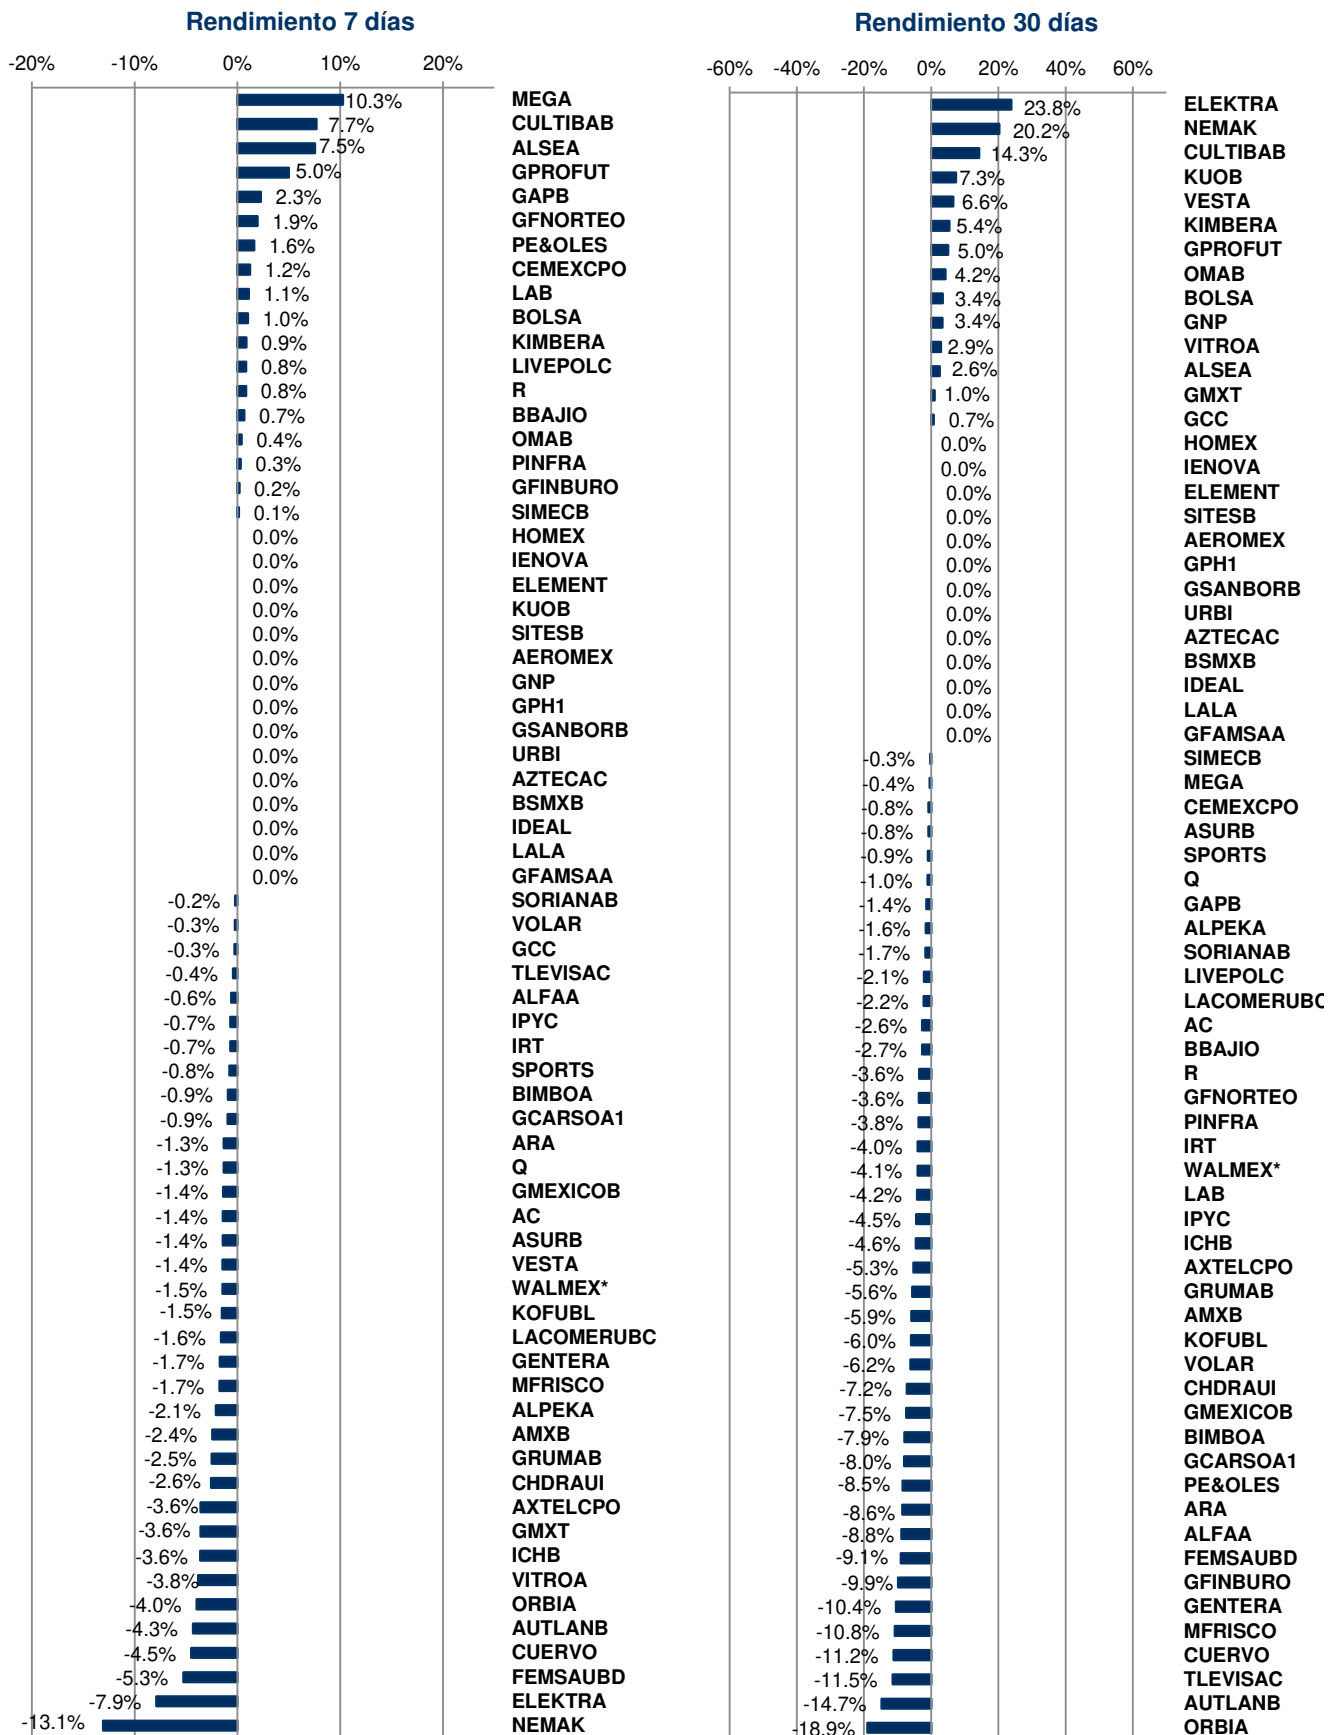 Rendimiento 7 días
-20% -10% 0% 10% 20%
10.3% MEGA
7.7% CULTIBAB
7.5% ALSEA
5.0% GPROFUT
2.3% GAPB
1.9% GFNORTEO
1.6% PE&OLES
1.2% CEMEXCPO
1.1% LAB
1.0% BOLSA
0.9% KIMBERA
0.8% LIVEPOLC
0.8% R
0.7% BBAJIO
0.4% OMAB
0.3% PINFRA
0.2% GFINBURO
0.1% SIMECB
0.0% HOMEX
0.0% IENOVA
0.0% ELEMENT
0.0% KUOB
0.0% SITESB
0.0% AEROMEX
0.0% GNP
0.0% GPH1
0.0% GSANBORB
0.0% URBI
0.0% AZTECAC
0.0% BSMXB
0.0% IDEAL
0.0% LALA
0.0% GFAMSAA
-0.2% SORIANAB
-0.3% VOLAR
-0.3% GCC
-0.4% TLEVISAC
-0.6% ALFAA
-0.7% IPYC
-0.7% IRT
-0.8% SPORTS
-0.9% BIMBOA
-0.9% GCARSOA1
-1.3% ARA
-1.3% Q
-1.4% GMEXICOB
-1.4% AC
-1.4% ASURB
-1.4% VESTA
-1.5% WALMEX*
-1.5% KOFUBL
-1.6% LACOMERUBC
-1.7% GENTERA
-1.7% MFRISCO
-2.1% ALPEKA
-2.4% AMXB
-2.5% GRUMAB
-2.6% CHDRAUI
-3.6% AXTELCPO
-3.6% GMXT
-3.6% ICHB
-3.8% VITROA
-4.0% ORBIA
-4.3% AUTLANB
-4.5% CUERVO
-5.3% FEMSAUBD
-7.9% ELEKTRA
-13.1% NEMAK
Rendimiento 30 días
-60% -40% -20% 0% 20% 40% 60%
23.8% ELEKTRA
20.2% NEMAK
14.3% CULTIBAB
7.3% KUOB
6.6% VESTA
5.4% KIMBERA
5.0% GPROFUT
4.2% OMAB
3.4% BOLSA
3.4% GNP
2.9% VITROA
2.6% ALSEA
1.0% GMXT
0.7% GCC
0.0% HOMEX
0.0% IENOVA
0.0% ELEMENT
0.0% SITESB
0.0% AEROMEX
0.0% GPH1
0.0% GSANBORB
0.0% URBI
0.0% AZTECAC
0.0% BSMXB
0.0% IDEAL
0.0% LALA
0.0% GFAMSAA
-0.3% SIMECB
-0.4% MEGA
-0.8% CEMEXCPO
-0.8% ASURB
-0.9% SPORTS
-1.0% Q
-1.4% GAPB
-1.6% ALPEKA
-1.7% SORIANAB
-2.1% LIVEPOLC
-2.2% LACOMERUBC
-2.6% AC
-2.7% BBAJIO
-3.6% R
-3.6% GFNORTEO
-3.8% PINFRA
-4.0% IRT
-4.1% WALMEX*
-4.2% LAB
-4.5% IPYC
-4.6% ICHB
-5.3% AXTELCPO
-5.6% GRUMAB
-5.9% AMXB
-6.0% KOFUBL
-6.2% VOLAR
-7.2% CHDRAUI
-7.5% GMEXICOB
-7.9% BIMBOA
-8.0% GCARSOA1
-8.5% PE&OLES
-8.6% ARA
-8.8% ALFAA
-9.1% FEMSAUBD
-9.9% GFINBURO
-10.4% GENTERA
-10.8% MFRISCO
-11.2% CUERVO
-11.5% TLEVISAC
-14.7% AUTLANB
-18.9% ORBIA